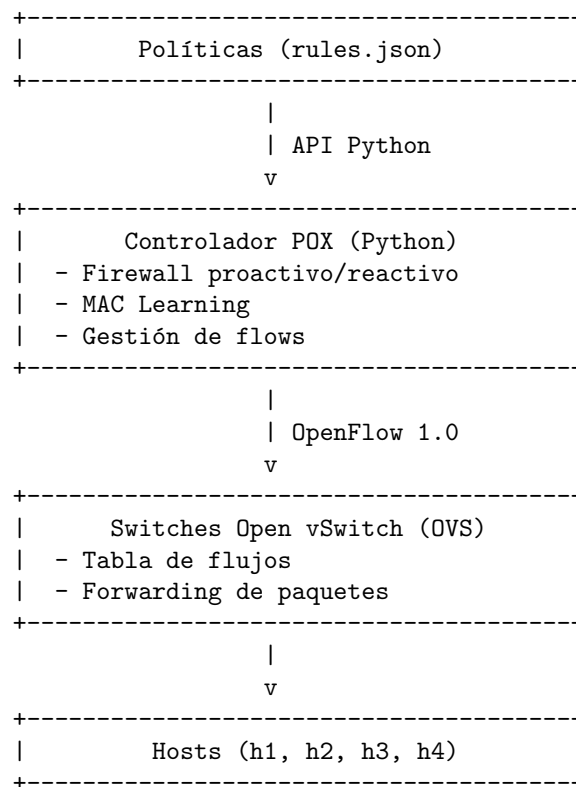 +----------------------------------------
|        Políticas (rules.json)
+----------------------------------------
|
| API Python
v
+----------------------------------------
|       Controlador POX (Python)
|  - Firewall proactivo/reactivo
|  - MAC Learning
|  - Gestión de flows
+----------------------------------------
|
| OpenFlow 1.0
v
+----------------------------------------
|      Switches Open vSwitch (OVS)
|  - Tabla de flujos
|  - Forwarding de paquetes
+----------------------------------------
|
v
+----------------------------------------
|         Hosts (h1, h2, h3, h4)
+----------------------------------------